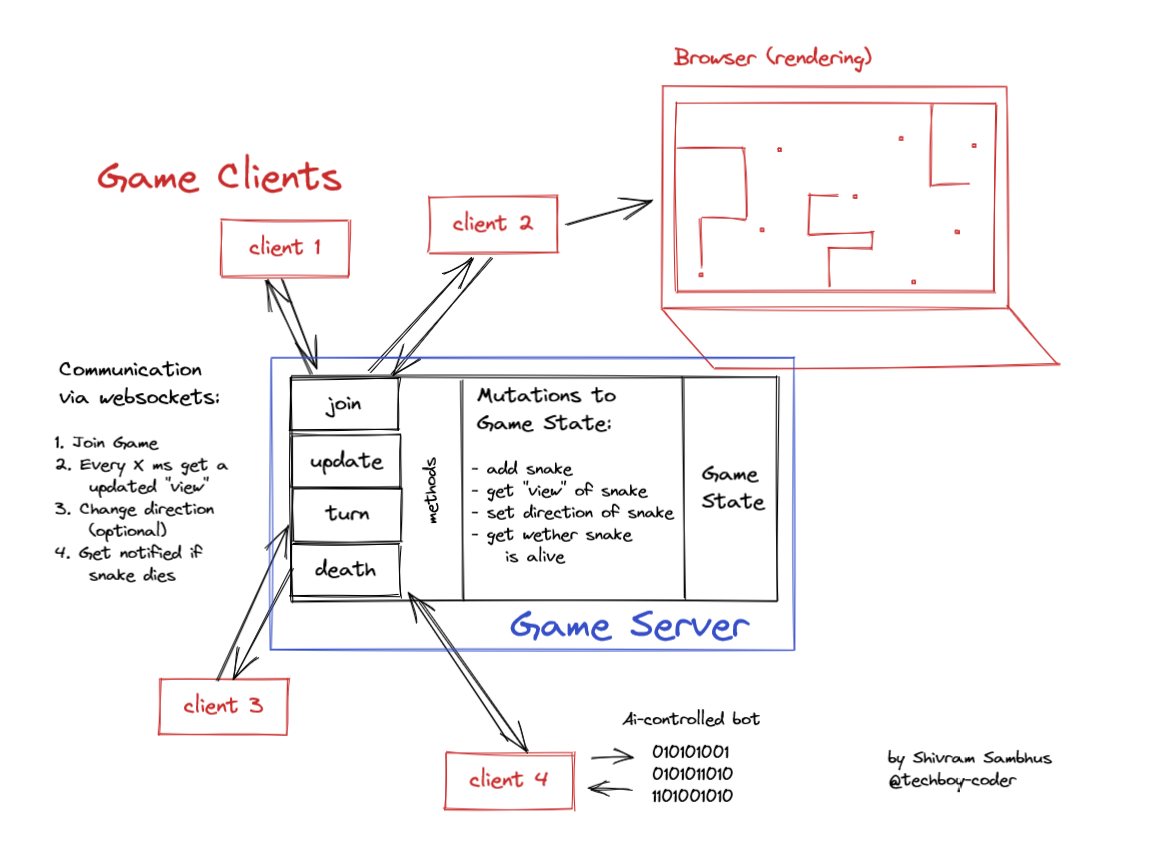 Browser (rendering)
Game Clients
client 1
client 2
Communication
via websockets:
1. Join Game
2. Every X ms get a
updated "view"
3. Change direction
(optional)
4. Get notified if
snake dies
join
update
turn
death
methods
Mutations to
Game State:
- add snake
- get "view" of snake
- set direction of snake
- get wether snake
is alive
Game
State
Game Server
client 3
client 4
Ai-controlled bot
010101001
0101011010
1101001010
by Shivram Sambhus
@techboy-coder